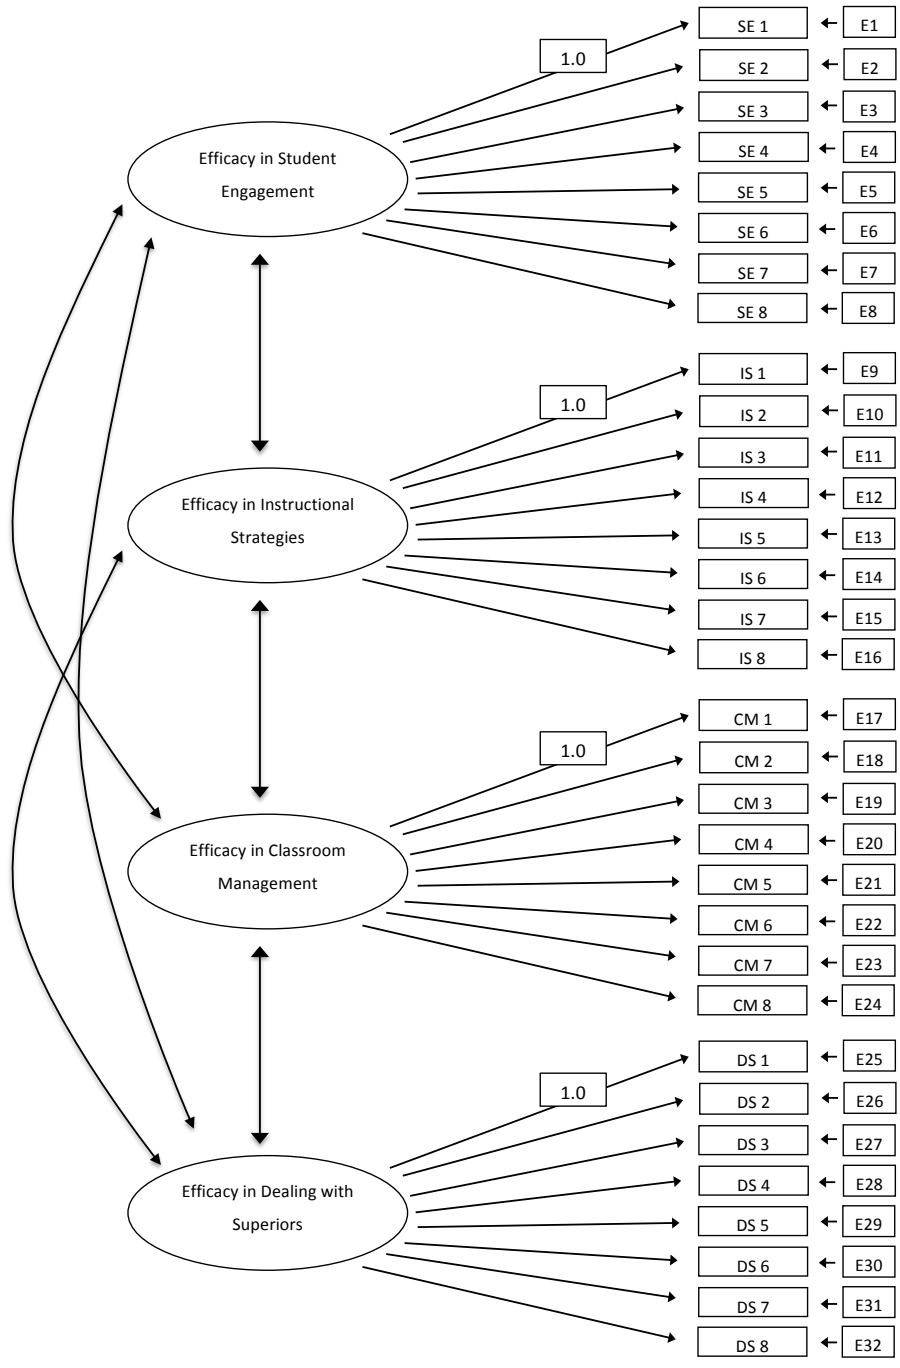 SE 1
E1
1.0
SE 2
E2
SE 3
E3
Efficacy in Student
Engagement
SE 4
E4
SE 5
E5
SE 6
E6
SE 7
E7
SE 8
E8
IS 1
E9
1.0
IS 2
E10
IS 3
E11
Efficacy in Instructional
Strategies
IS 4
E12
IS 5
E13
IS 6
E14
IS 7
E15
IS 8
E16
CM 1
E17
1.0
CM 2
E18
CM 3
E19
Efficacy in Classroom
Management
CM 4
E20
CM 5
E21
CM 6
E22
CM 7
E23
CM 8
E24
DS 1
E25
1.0
DS 2
E26
DS 3
E27
Efficacy in Dealing with
Superiors
DS 4
E28
DS 5
E29
DS 6
E30
DS 7
E31
DS 8
E32